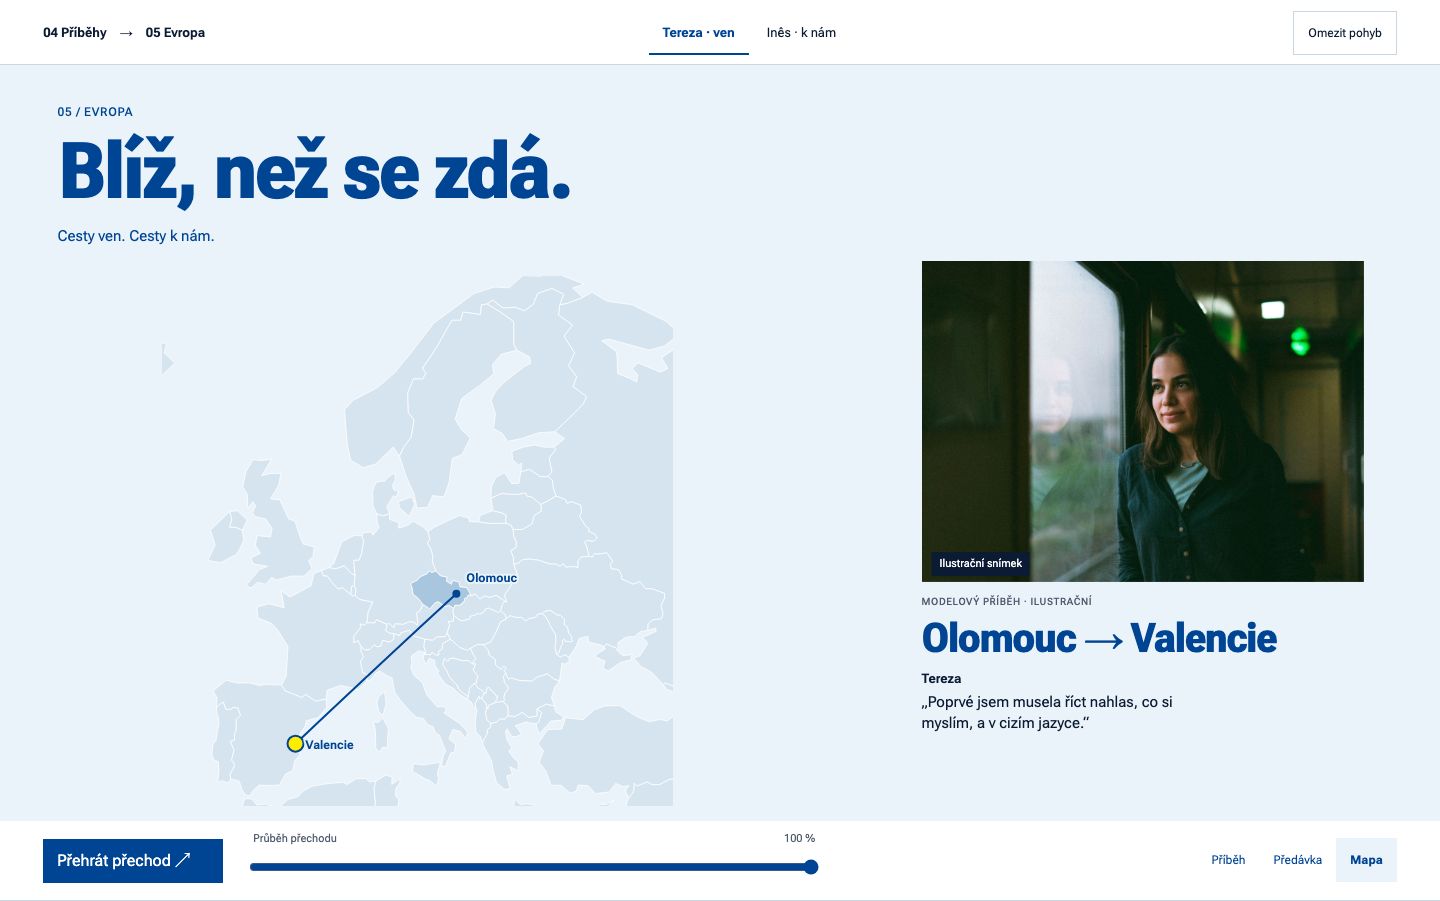 04 Příběhy → 05 Evropa
Tereza · ven
Inês · k nám
Omezit pohyb
05 / EVROPA
Blíž, než se zdá.
Cesty ven. Cesty k nám.
Olomouc
Valencie
Ilustrační snímek
MODELOVÝ PŘÍBĚH · ILUSTRAČNÍ
Olomouc → Valencie
Tereza
„Poprvé jsem musela říct nahlas, co si
myslím, a v cizím jazyce.“
Přehrát přechod ↗
Průběh přechodu
100 %
Příběh
Předávka
Mapa